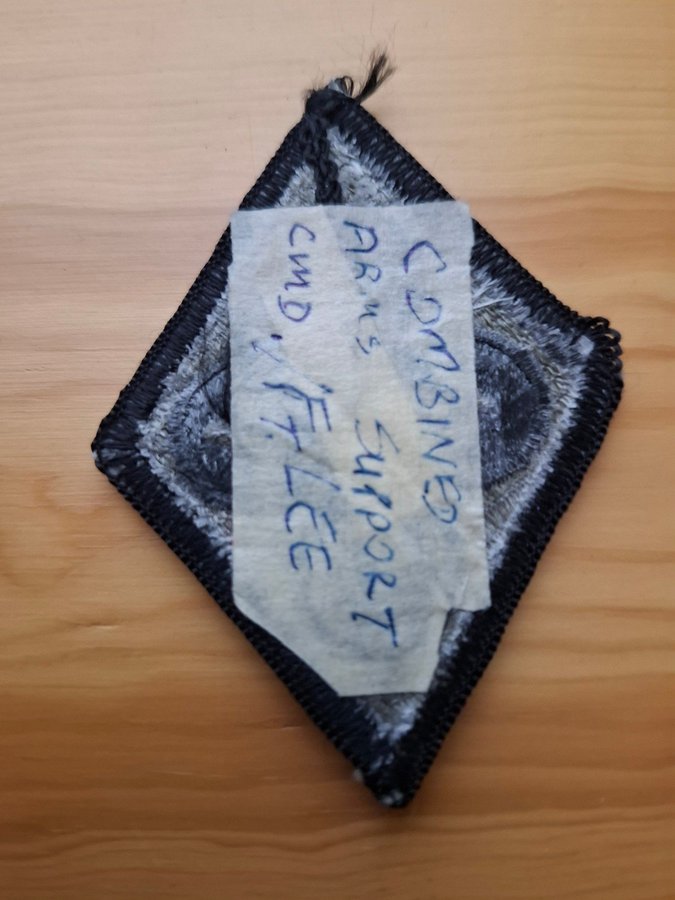 COMBINED
ARMS SUPPORT
CMD./FT. LEE